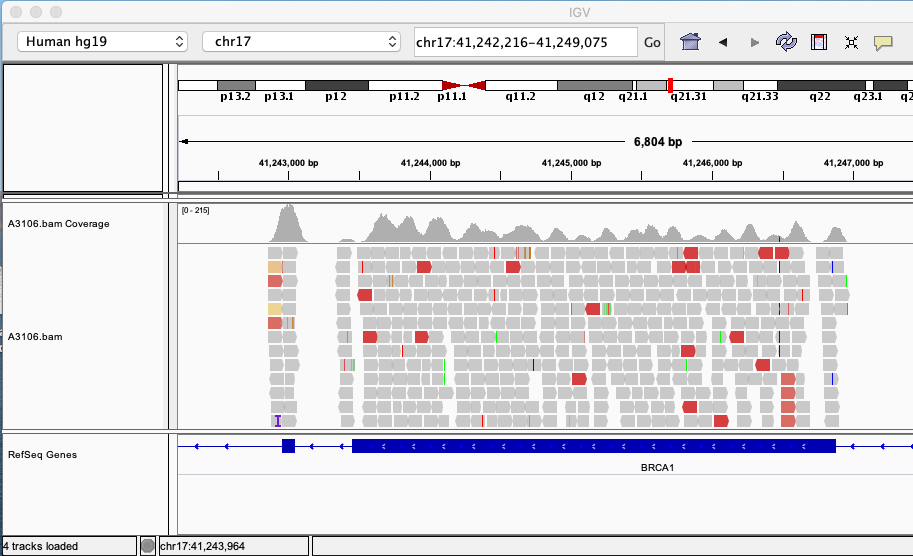 IGV
Human hg19 chr17 chr17:41,242,216-41,249,075 Go
p13.2 p13.1 p12 p11.2 p11.1 q11.2 q12 q21.1 q21.31 q21.33 q22 q23.1 q2
6,804 bp
41,243,000 bp 41,244,000 bp 41,245,000 bp 41,246,000 bp 41,247,000 bp
[0 - 215]
A3106.bam Coverage
A3106.bam
RefSeq Genes
BRCA1
4 tracks loaded chr17:41,243,964